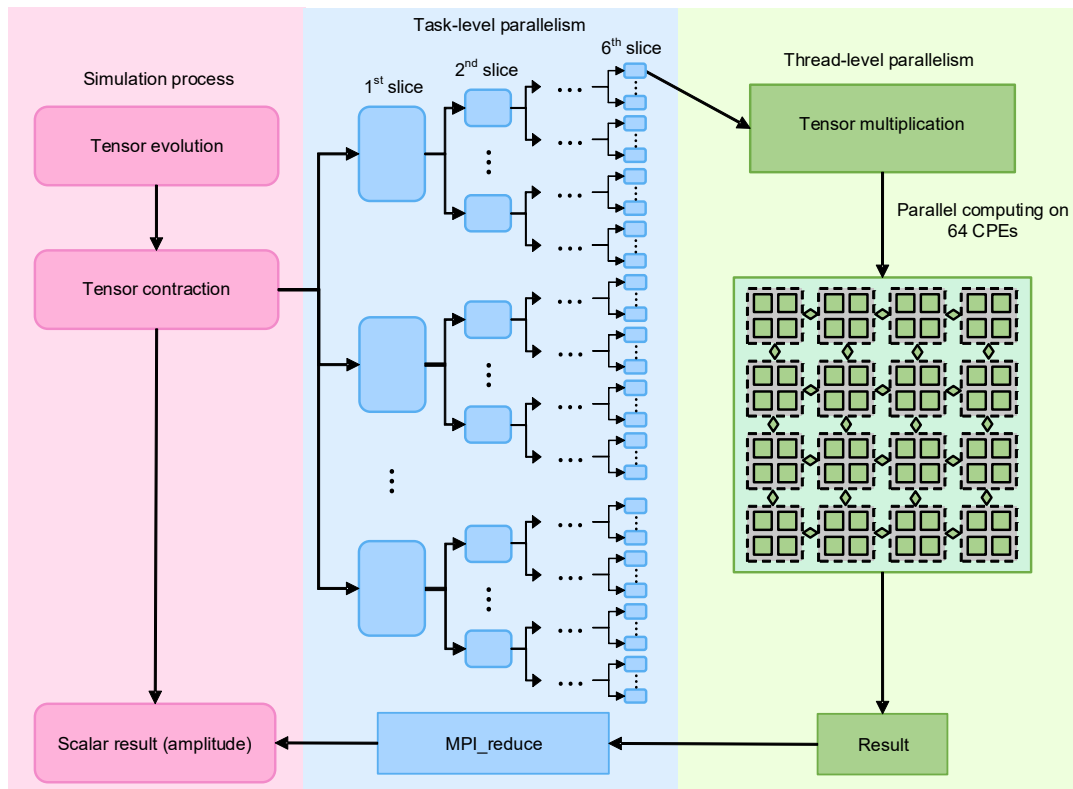 Simulation process
Tensor evolution
Tensor contraction
Scalar result (amplitude)
Task-level parallelism
1st slice
2nd slice
6th slice
MPI_reduce
Thread-level parallelism
Tensor multiplication
Parallel computing on
64 CPEs
Result